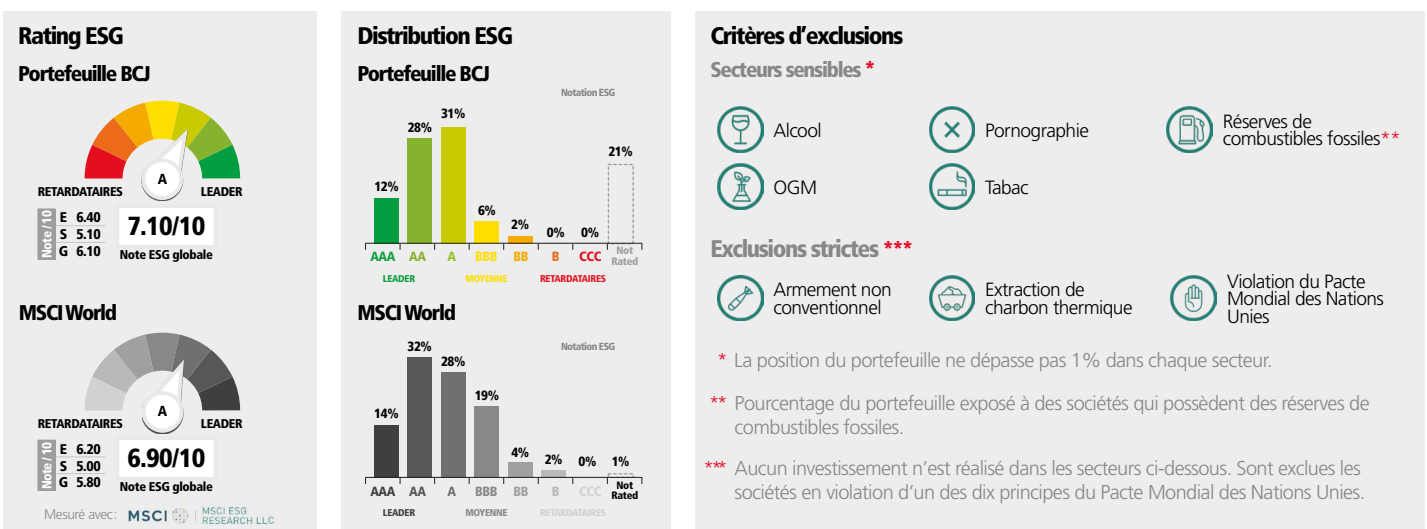 Rating ESG
Portefeuille BCJ
A
RETARDATAIRES
LEADER
Note / 10
E 6.40
S 5.10
G 6.10
7.10/10
Note ESG globale
MSCI World
A
RETARDATAIRES
LEADER
Note / 10
E 6.20
S 5.00
G 5.80
6.90/10
Note ESG globale
Mesuré avec: MSCI MSCI ESG
RESEARCH LLC
Distribution ESG
Portefeuille BCJ
Notation ESG
12% 28% 31% 6% 2% 0% 0% 21%
AAA AA A BBB BB B CCC Not
Rated
LEADER MOYENNE RETARDATAIRES
MSCI World
Notation ESG
14% 32% 28% 19% 4% 2% 0% 1%
AAA AA A BBB BB B CCC Not
Rated
LEADER MOYENNE RETARDATAIRES
Critères d’exclusions
Secteurs sensibles *
Alcool
Pornographie
Réserves de
combustibles fossiles**
OGM
Tabac
Exclusions strictes ***
Armement non
conventionnel
Extraction de
charbon thermique
Violation du Pacte
Mondial des Nations
Unies
* La position du portefeuille ne dépasse pas 1% dans chaque secteur.
** Pourcentage du portefeuille exposé à des sociétés qui possèdent des réserves de
combustibles fossiles.
*** Aucun investissement n’est réalisé dans les secteurs ci-dessous. Sont exclues les
sociétés en violation d’un des dix principes du Pacte Mondial des Nations Unies.